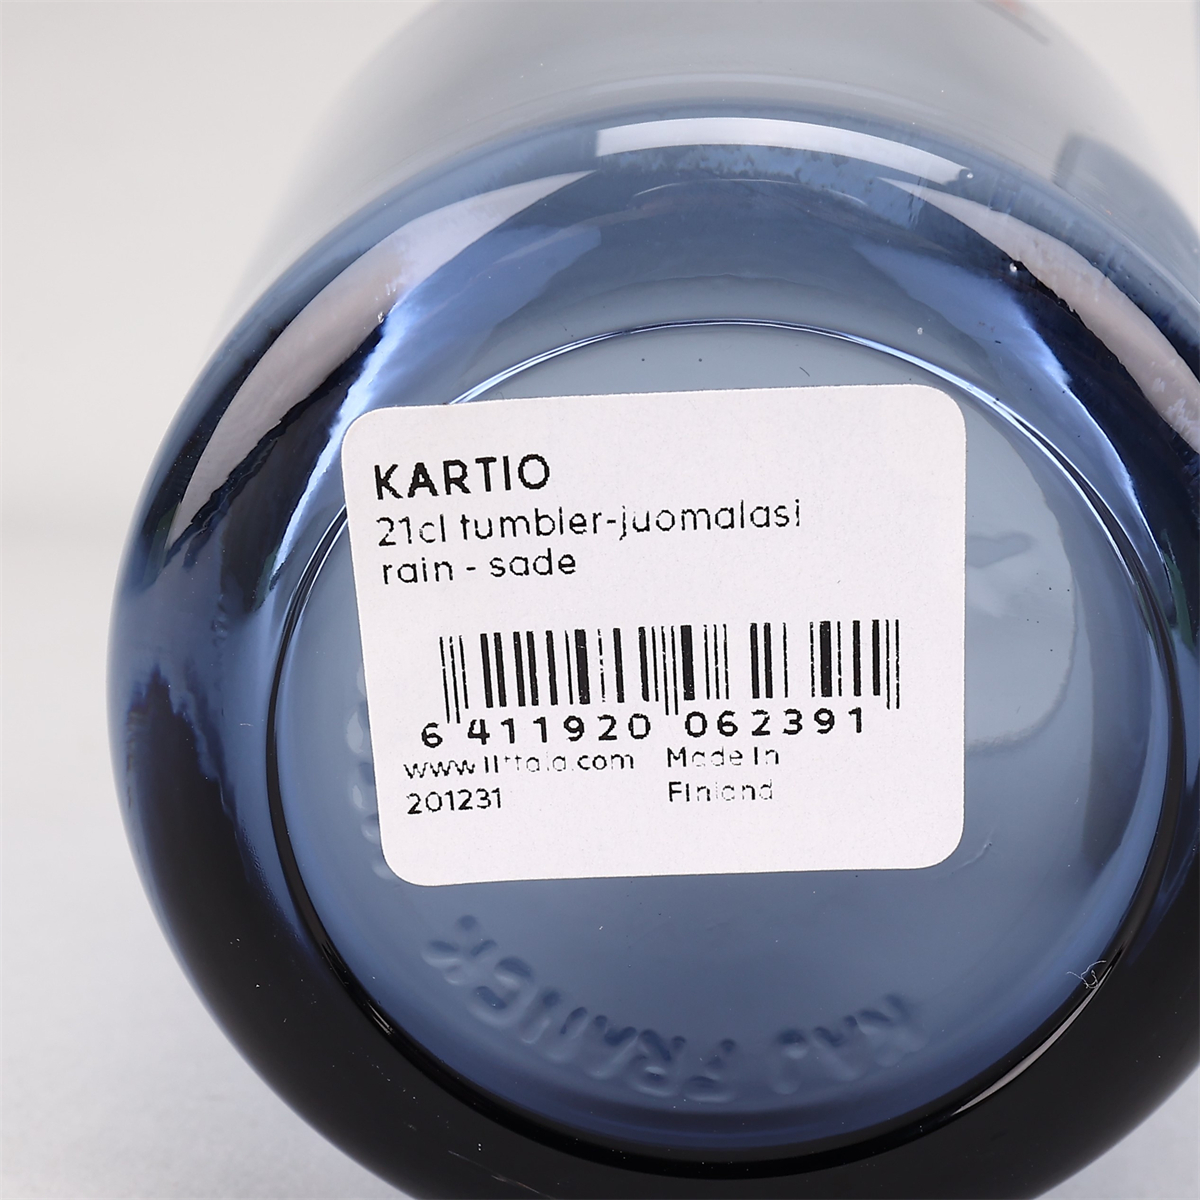 KARTIO
21cl tumbler-juomalasi
rain - sade
6 411920 062391
www.iittala.com Made in
201231 Finland
KAJ FRANCK